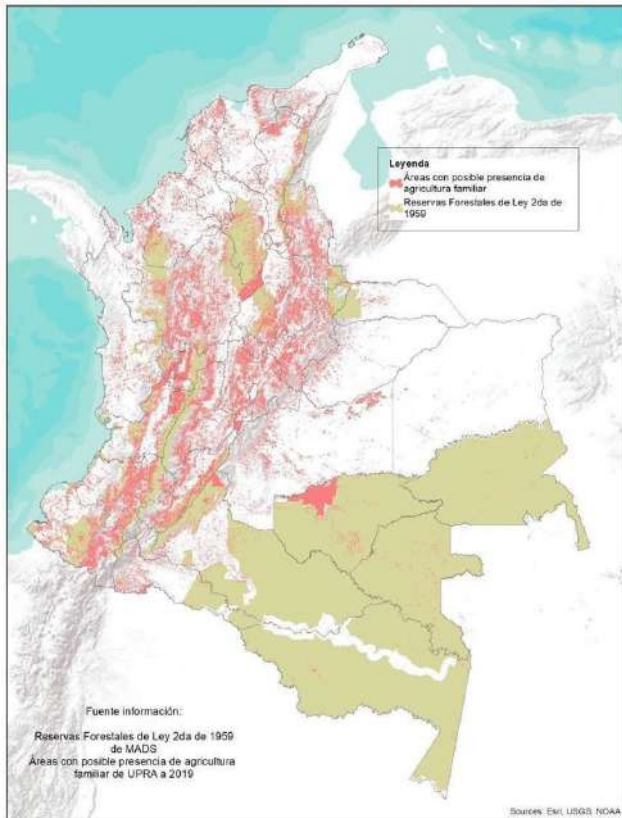 Leyenda
Áreas con posible presencia de
agricultura familiar
Reservas Forestales de Ley 2da de
1959
Fuente información:
Reservas Forestales de Ley 2da de 1959
de MADS
Áreas con posible presencia de agricultura
familiar de UPRA a 2019
Sources: Esri, USGS, NOAA